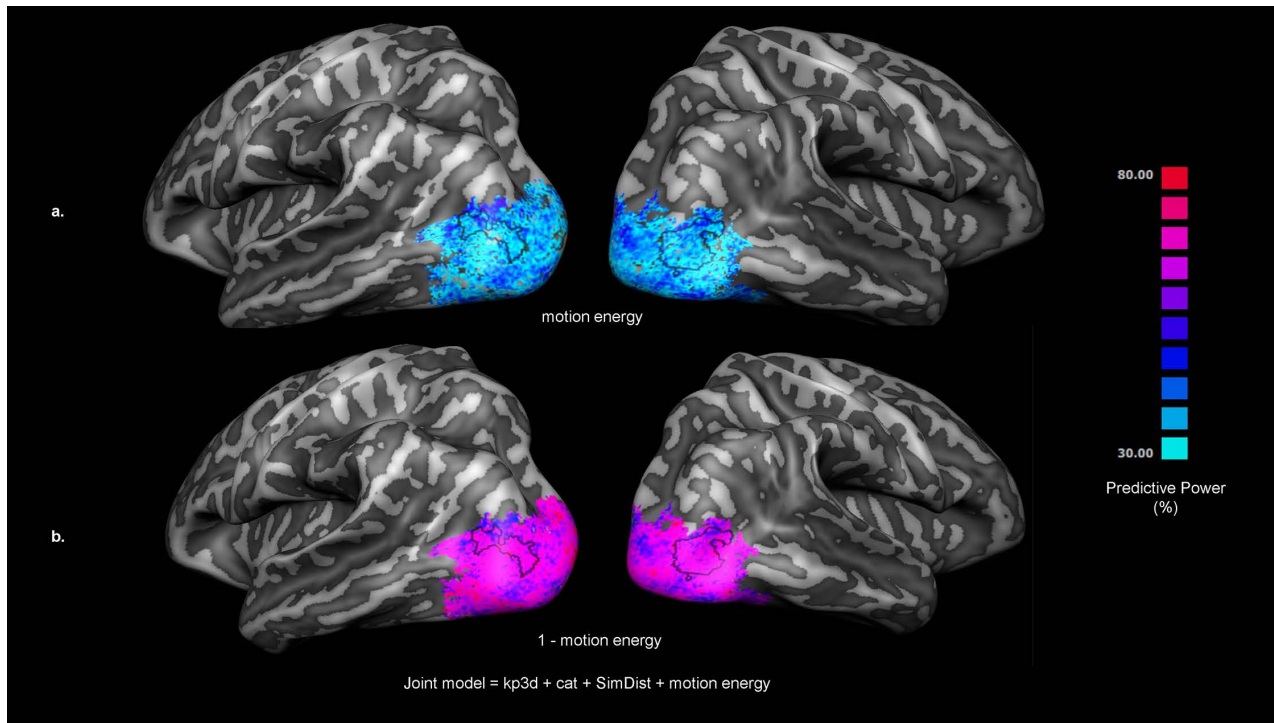 a.
motion energy
b.
1 - motion energy
Joint model = kp3d + cat + SimDist + motion energy
80.00
30.00
Predictive Power
(%)